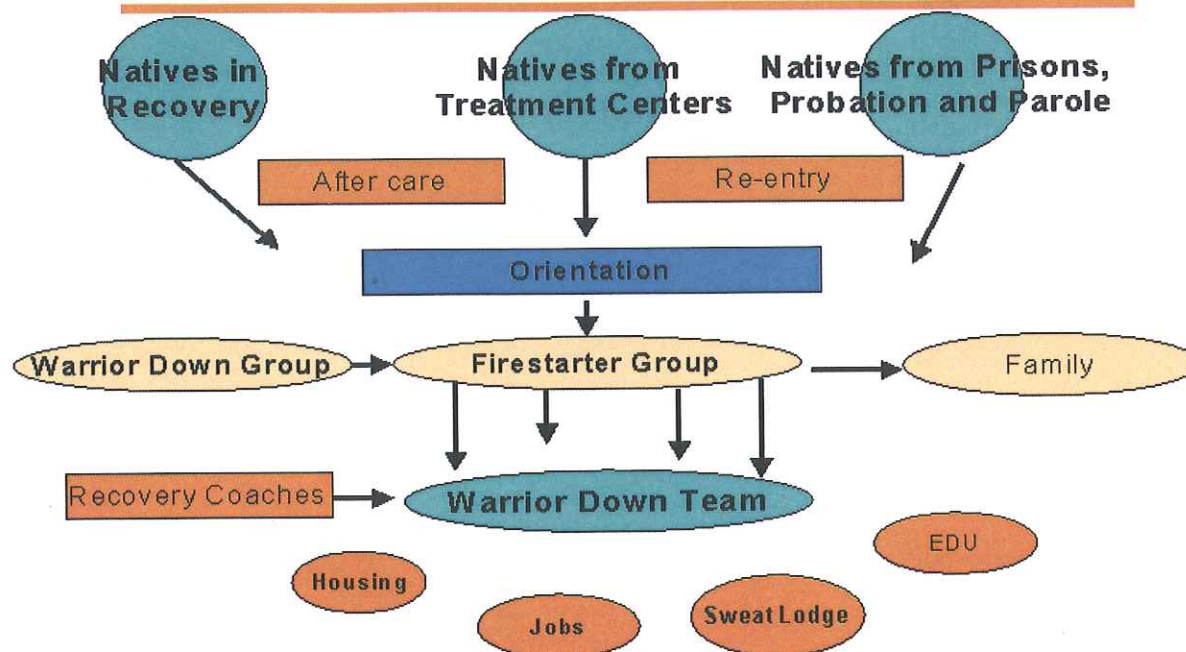 Natives in
Recovery
Natives from
Treatment Centers
Natives from Prisons,
Probation and Parole
After care
Re-entry
Orientation
Warrior Down Group
Firestarter Group
Family
Recovery Coaches
Warrior Down Team
EDU
Housing
Jobs
Sweat Lodge